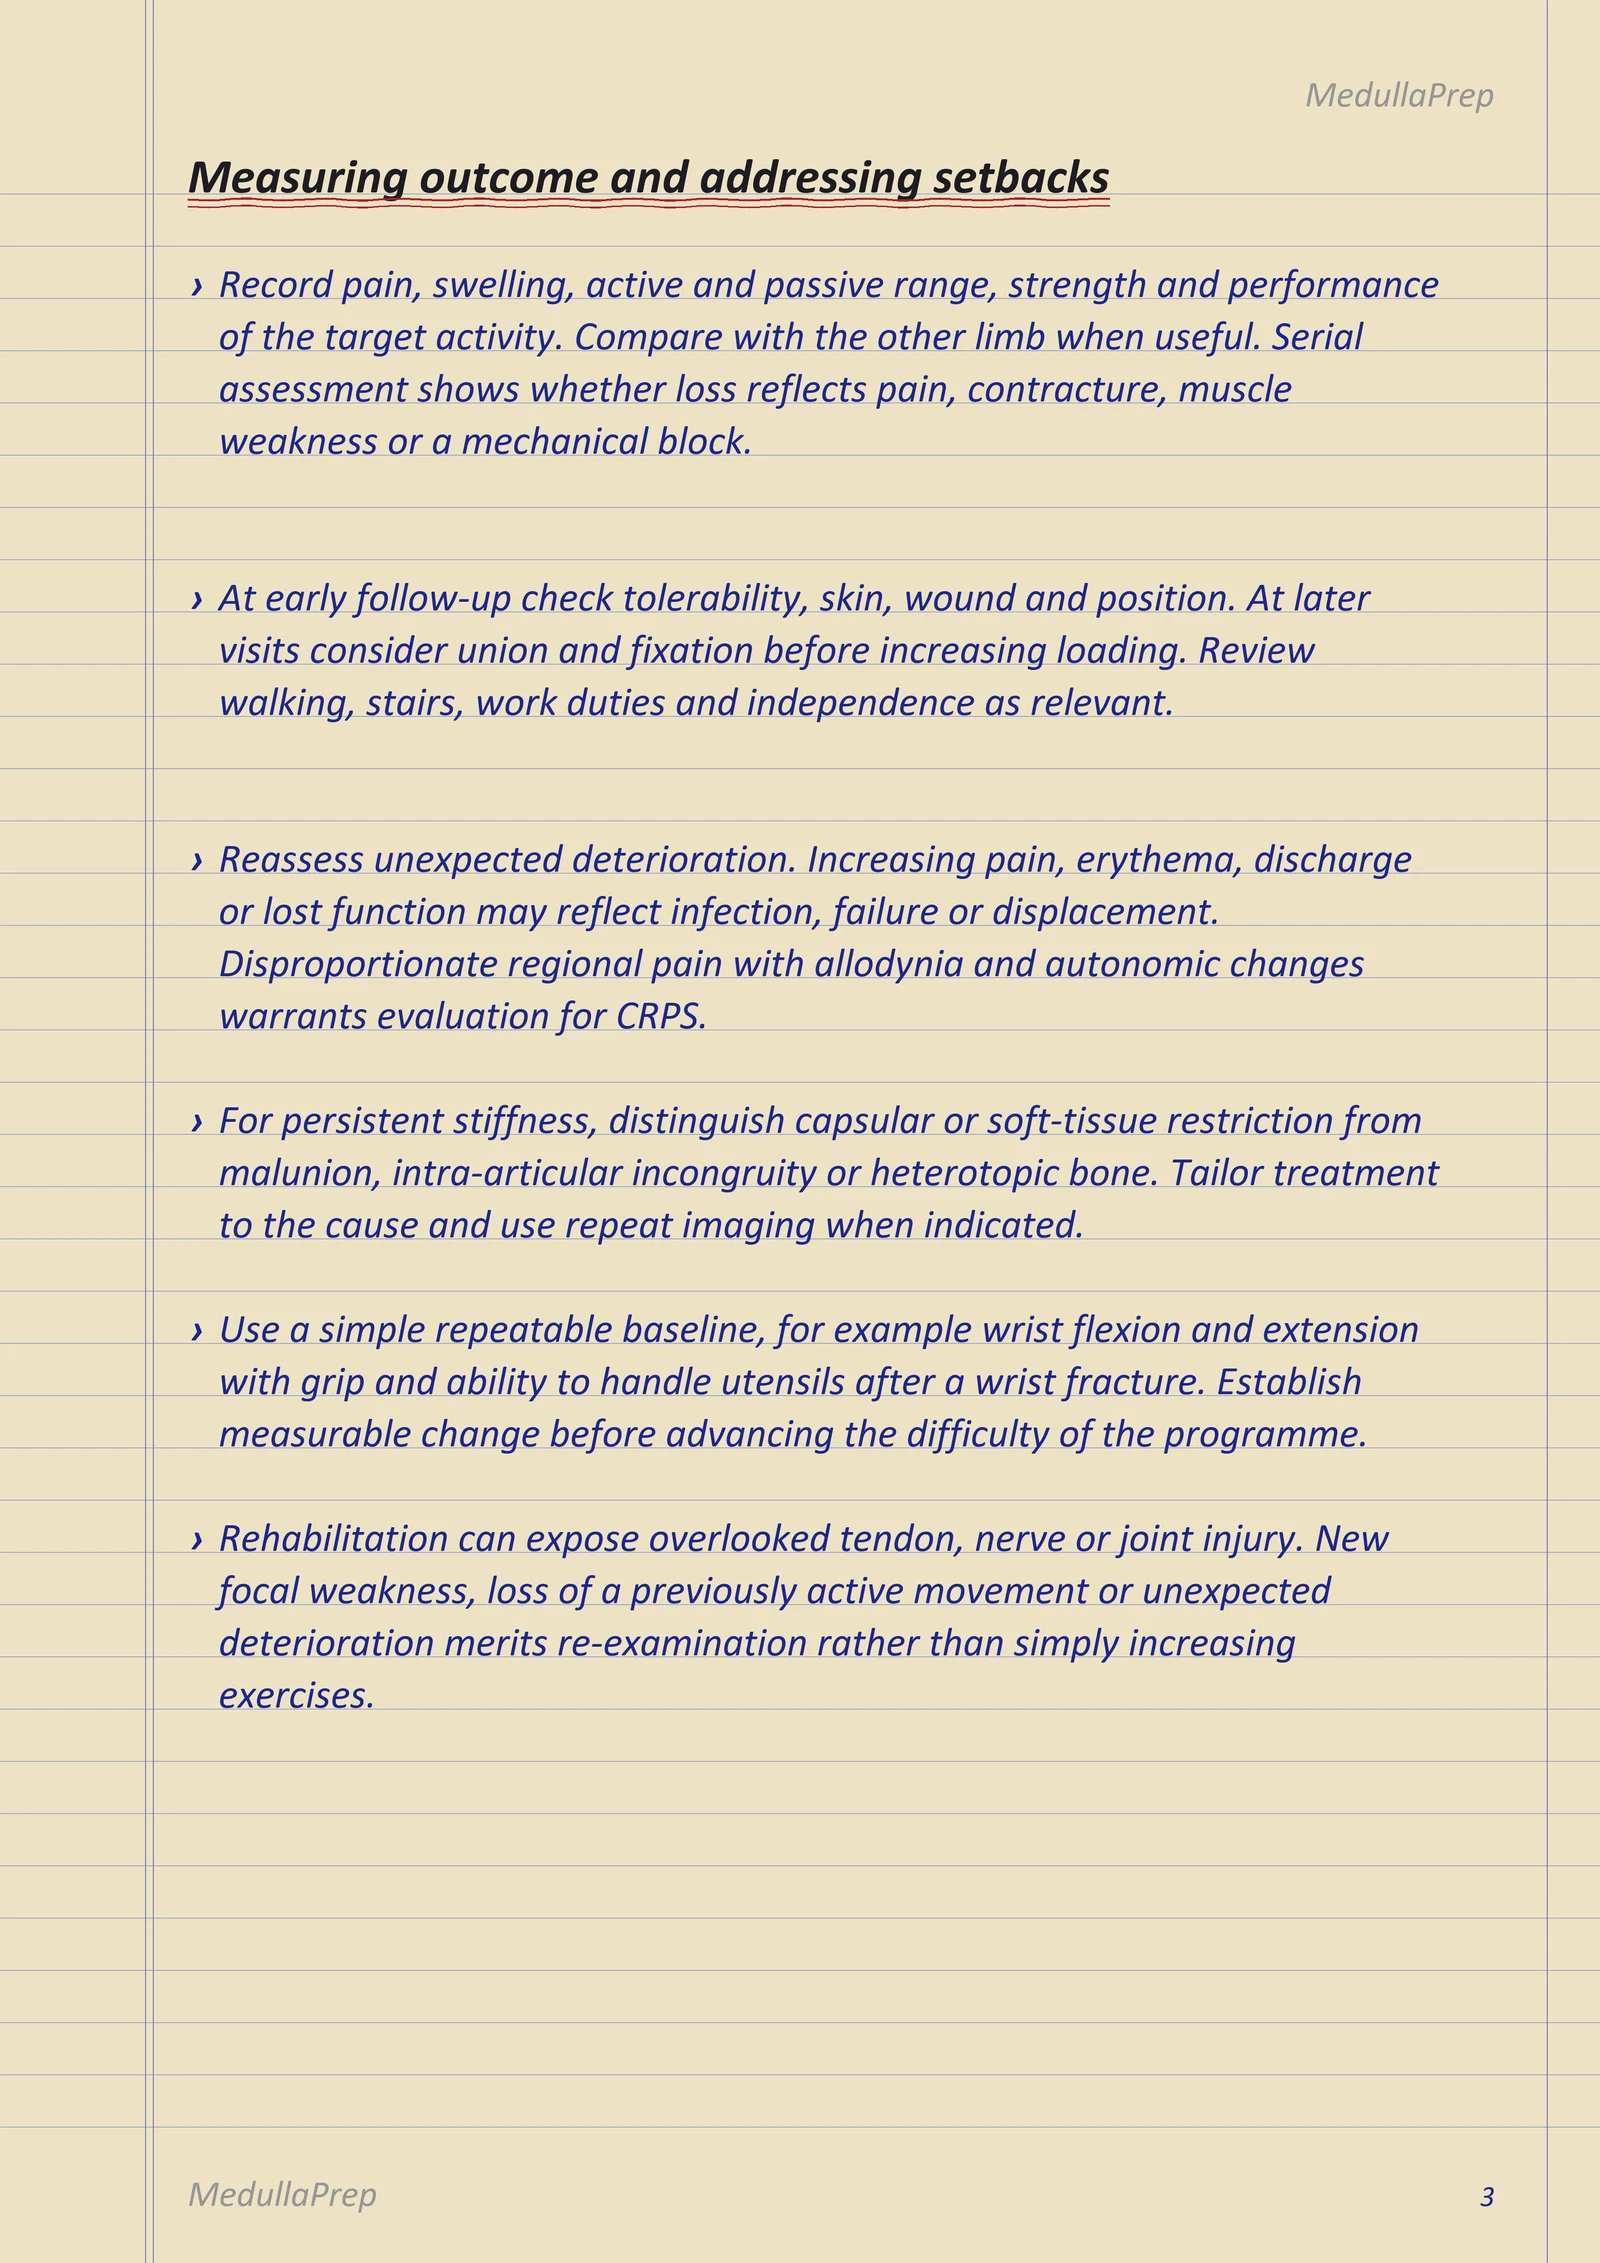 MedullaPrep
Measuring outcome and addressing setbacks
› Record pain, swelling, active and passive range, strength and performance
of the target activity. Compare with the other limb when useful. Serial
assessment shows whether loss reflects pain, contracture, muscle
weakness or a mechanical block.
› At early follow-up check tolerability, skin, wound and position. At later
visits consider union and fixation before increasing loading. Review
walking, stairs, work duties and independence as relevant.
› Reassess unexpected deterioration. Increasing pain, erythema, discharge
or lost function may reflect infection, failure or displacement.
Disproportionate regional pain with allodynia and autonomic changes
warrants evaluation for CRPS.
› For persistent stiffness, distinguish capsular or soft-tissue restriction from
malunion, intra-articular incongruity or heterotopic bone. Tailor treatment
to the cause and use repeat imaging when indicated.
› Use a simple repeatable baseline, for example wrist flexion and extension
with grip and ability to handle utensils after a wrist fracture. Establish
measurable change before advancing the difficulty of the programme.
› Rehabilitation can expose overlooked tendon, nerve or joint injury. New
focal weakness, loss of a previously active movement or unexpected
deterioration merits re-examination rather than simply increasing
exercises.
MedullaPrep
3